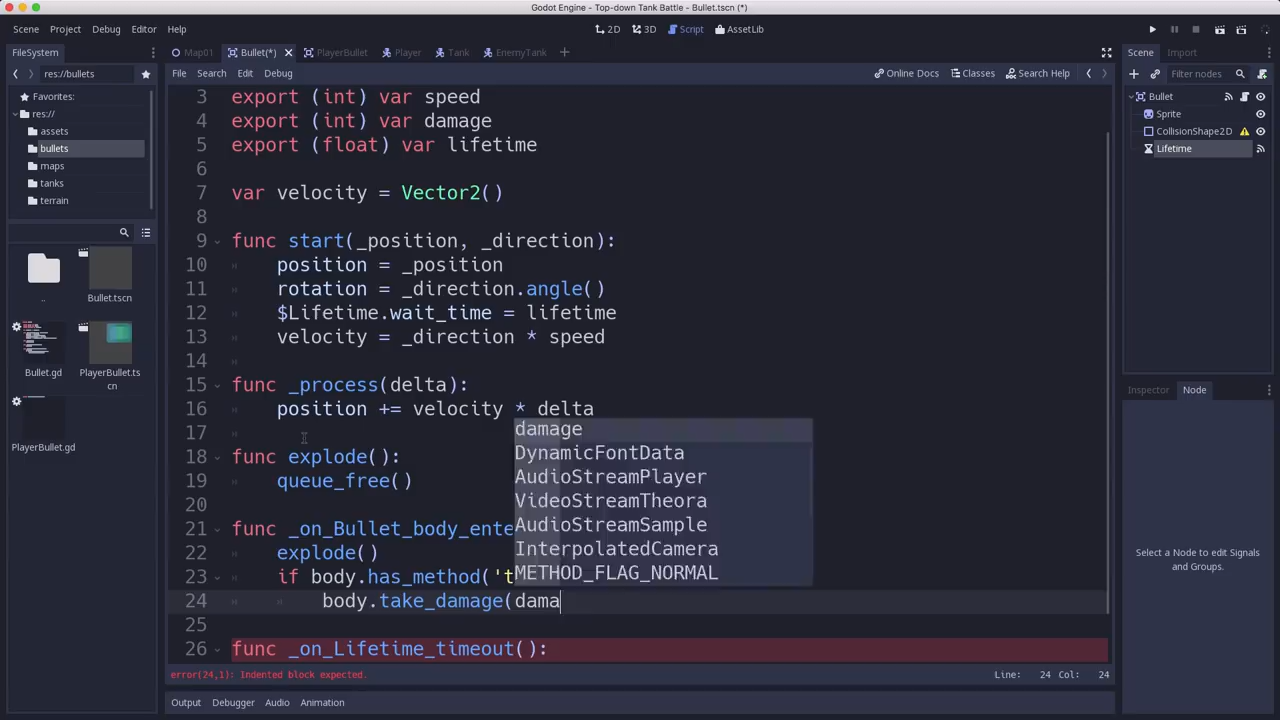 Godot Engine - Top-down Tank Battle - Bullet.tscn (*)
Scene Project Debug Editor Help
2D 3D Script AssetLib
FileSystem
Map01 Bullet(*) PlayerBullet Player Tank EnemyTank
Scene Import
res://bullets
File Search Edit Debug
Online Docs Classes Search Help
Filter nodes
Favorites:
res://
assets
bullets
maps
tanks
terrain
..
Bullet.tscn
Bullet.gd
PlayerBullet.ts
cn
PlayerBullet.gd
3 export (int) var speed
4 export (int) var damage
5 export (float) var lifetime
6
7 var velocity = Vector2()
8
9 func start(_position, _direction):
10 position = _position
11 rotation = _direction.angle()
12 $Lifetime.wait_time = lifetime
13 velocity = _direction * speed
14
15 func _process(delta):
16 position += velocity * delta
17
18 func explode():
19 queue_free()
20
21 func _on_Bullet_body_ente
22 explode()
23 if body.has_method('t
24 body.take_damage(dama
25
26 func _on_Lifetime_timeout():
damage
DynamicFontData
AudioStreamPlayer
VideoStreamTheora
AudioStreamSample
InterpolatedCamera
METHOD_FLAG_NORMAL
error(24,1): Indented block expected.
Line: 24 Col: 24
Output Debugger Audio Animation
Bullet
Sprite
CollisionShape2D
Lifetime
Inspector Node
Select a Node to edit Signals
and Groups.